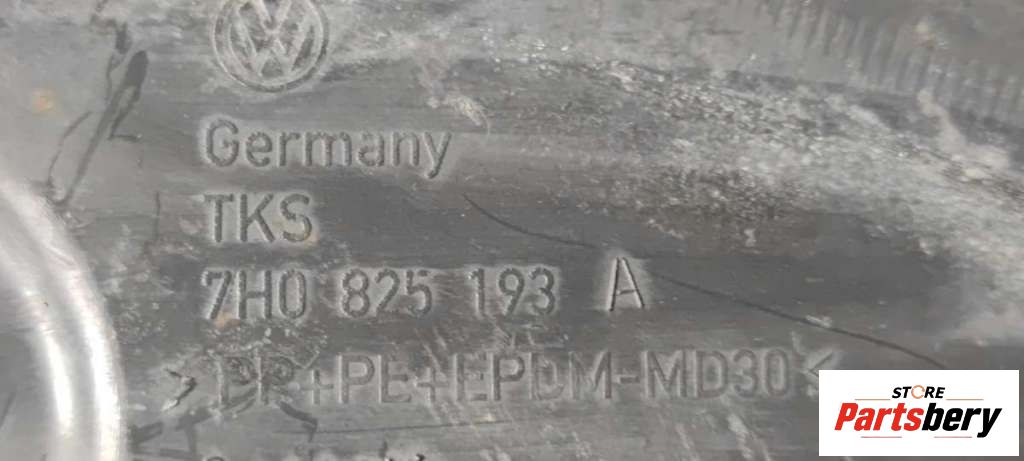 Germany
TKS
7H0 825 193 A
>PP+PE+EPDM-MD30<
STORE
Partsbery